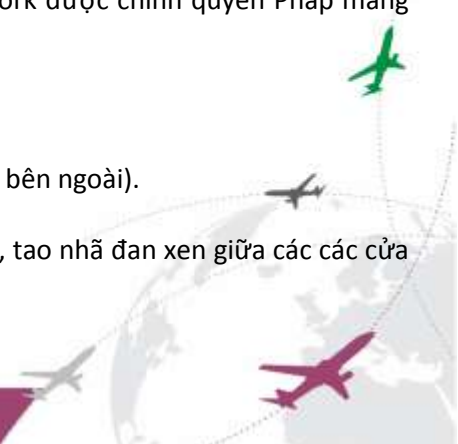 ork được chính quyền Pháp mang
bên ngoài).
, tao nhã đan xen giữa các các cửa